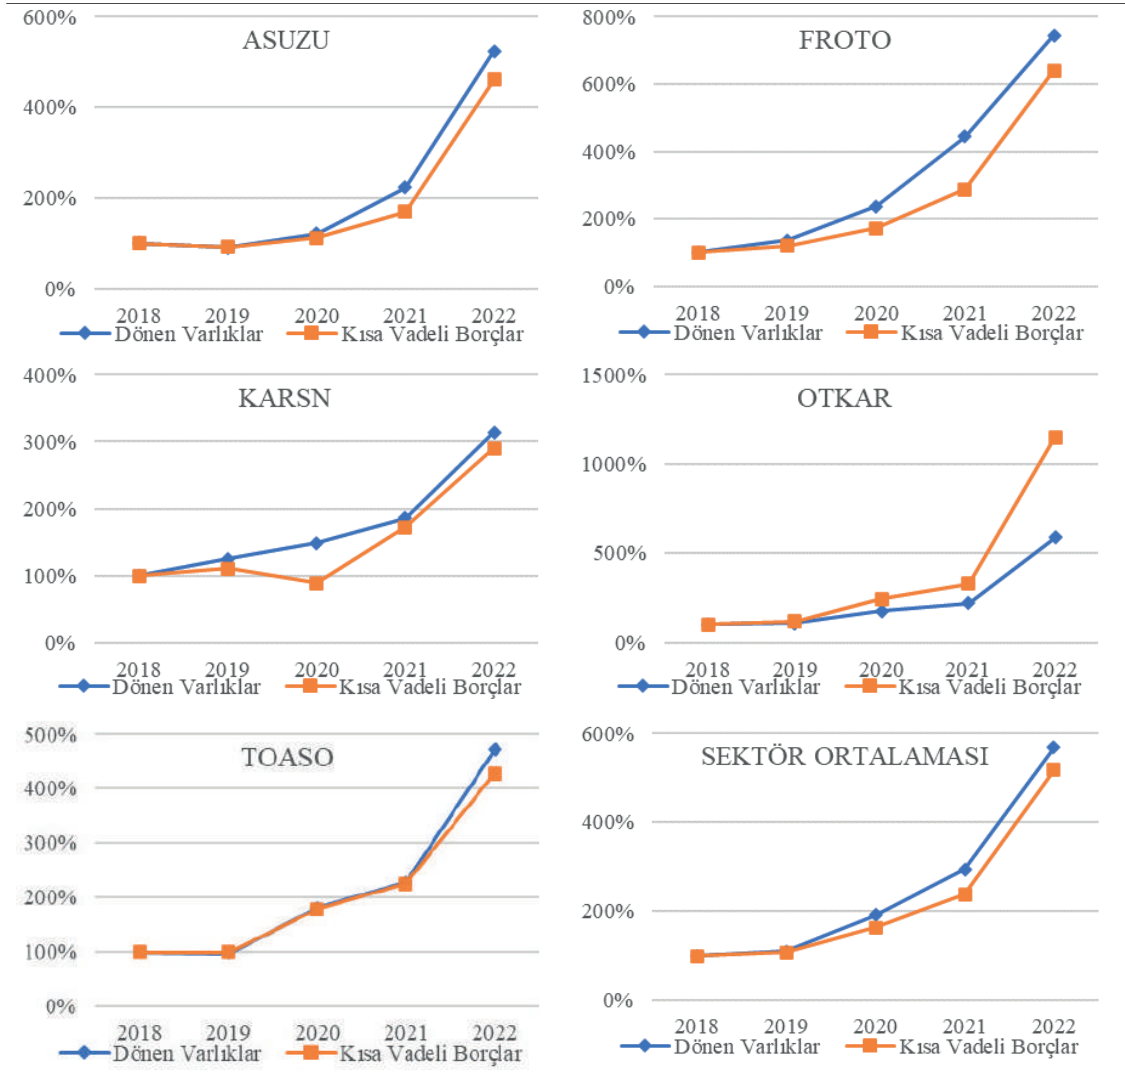 ASUZU
600%
400%
200%
0%
2018 2019 2020 2021 2022
Dönen Varlıklar Kısa Vadeli Borçlar
FROTO
800%
600%
400%
200%
0%
2018 2019 2020 2021 2022
Dönen Varlıklar Kısa Vadeli Borçlar
KARSN
400%
300%
200%
100%
0%
2018 2019 2020 2021 2022
Dönen Varlıklar Kısa Vadeli Borçlar
OTKAR
1500%
1000%
500%
0%
2018 2019 2020 2021 2022
Dönen Varlıklar Kısa Vadeli Borçlar
TOASO
500%
400%
300%
200%
100%
0%
2018 2019 2020 2021 2022
Dönen Varlıklar Kısa Vadeli Borçlar
SEKTÖR ORTALAMASI
600%
400%
200%
0%
2018 2019 2020 2021 2022
Dönen Varlıklar Kısa Vadeli Borçlar